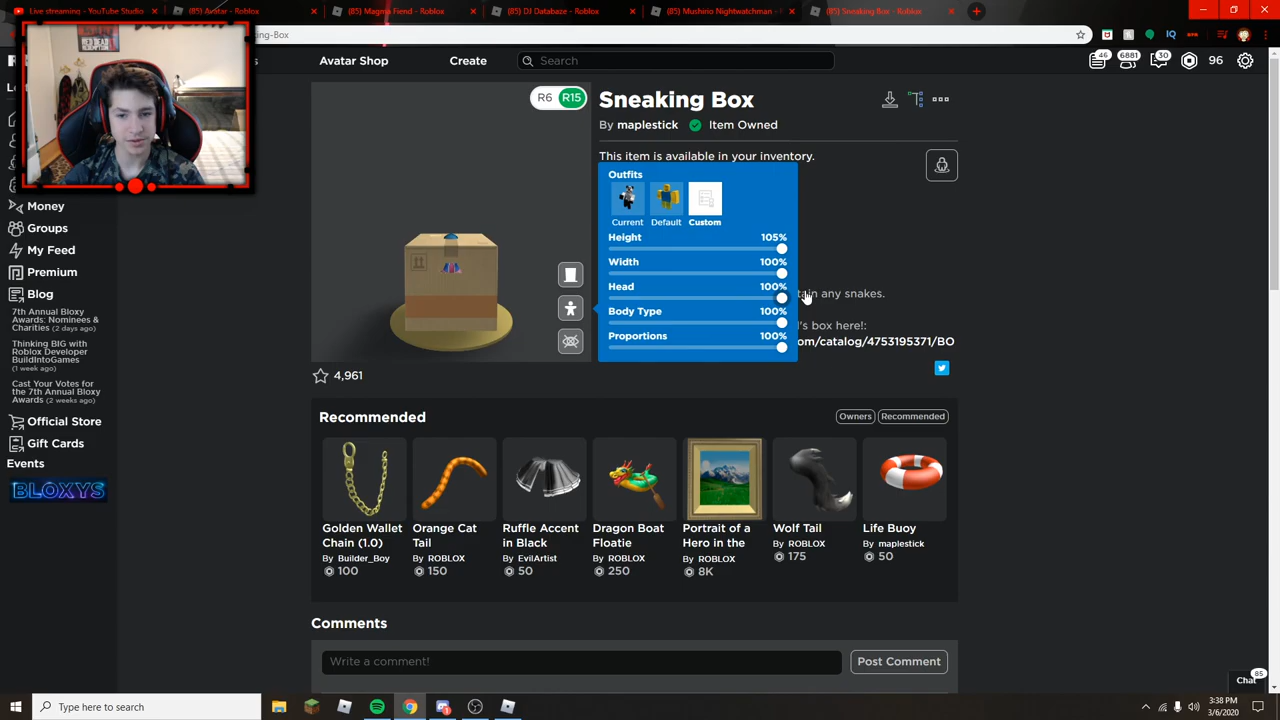 Live streaming - YouTube Studio
(85) Avatar - Roblox
(85) Magma Fiend - Roblox
(85) DJ Database - Roblox
(85) Mushirio Nightwatchman -
(85) Sneaking Box - Roblox
ng-Box
Avatar Shop
Create
Search
46
6881
30
96
R6
R15
Sneaking Box
By maplestick
Item Owned
This item is available in your inventory.
Outfits
Current
Default
Custom
Height 105%
Width 100%
Head 100%
Body Type 100%
Proportions 100%
tain any snakes.
l's box here!:
om/catalog/4753195371/BO
4,961
Money
Groups
My Feed
Premium
Blog
7th Annual Bloxy
Awards: Nominees &
Charities (2 days ago)
Thinking BIG with
Roblox Developer
BuildIntoGames
(1 week ago)
Cast Your Votes for
the 7th Annual Bloxy
Awards (2 weeks ago)
Official Store
Gift Cards
Events
BLOXYS
Recommended
Owners
Recommended
Golden Wallet
Chain (1.0)
By Builder_Boy
100
Orange Cat
Tail
By ROBLOX
150
Ruffle Accent
in Black
By EvilArtist
50
Dragon Boat
Floatie
By ROBLOX
250
Portrait of a
Hero in the
By ROBLOX
8K
Wolf Tail
By ROBLOX
175
Life Buoy
By maplestick
50
Comments
Write a comment!
Post Comment
Chat
85
Type here to search
3:38 PM
3/6/2020